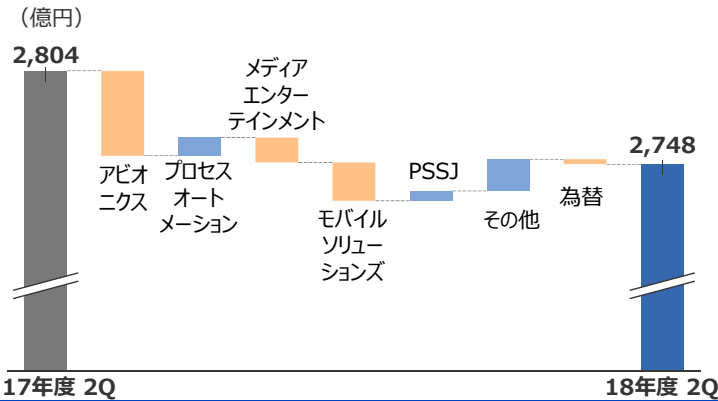 （億円）
2,804
アビオ
ニクス
プロセス
オート
メーション
メディア
エンター
テインメント
モバイル
ソリュー
ションズ
PSSJ
その他
為替
2,748
17年度 2Q
18年度 2Q